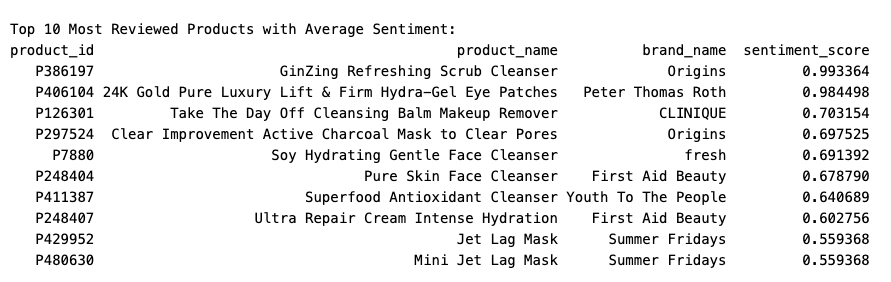 Top 10 Most Reviewed Products with Average Sentiment:
product_id product_name brand_name sentiment_score
P386197 GinZing Refreshing Scrub Cleanser Origins 0.993364
P406104 24K Gold Pure Luxury Lift & Firm Hydra-Gel Eye Patches Peter Thomas Roth 0.984498
P126301 Take The Day Off Cleansing Balm Makeup Remover CLINIQUE 0.703154
P297524 Clear Improvement Active Charcoal Mask to Clear Pores Origins 0.697525
P7880 Soy Hydrating Gentle Face Cleanser fresh 0.691392
P248404 Pure Skin Face Cleanser First Aid Beauty 0.678790
P411387 Superfood Antioxidant Cleanser Youth To The People 0.640689
P248407 Ultra Repair Cream Intense Hydration First Aid Beauty 0.602756
P429952 Jet Lag Mask Summer Fridays 0.559368
P480630 Mini Jet Lag Mask Summer Fridays 0.559368